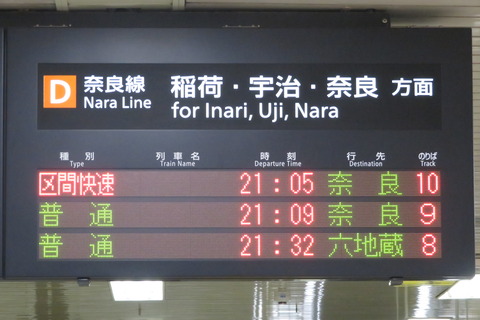 D 奈良線 稲荷・宇治・奈良 方面
Nara Line for Inari, Uji, Nara
種別 列車名 時刻 行先 のりば
Type Train Name Departure Time Destination Track
区間快速 21:05 奈良 10
普通 21:09 奈良 9
普通 21:32 六地蔵 8